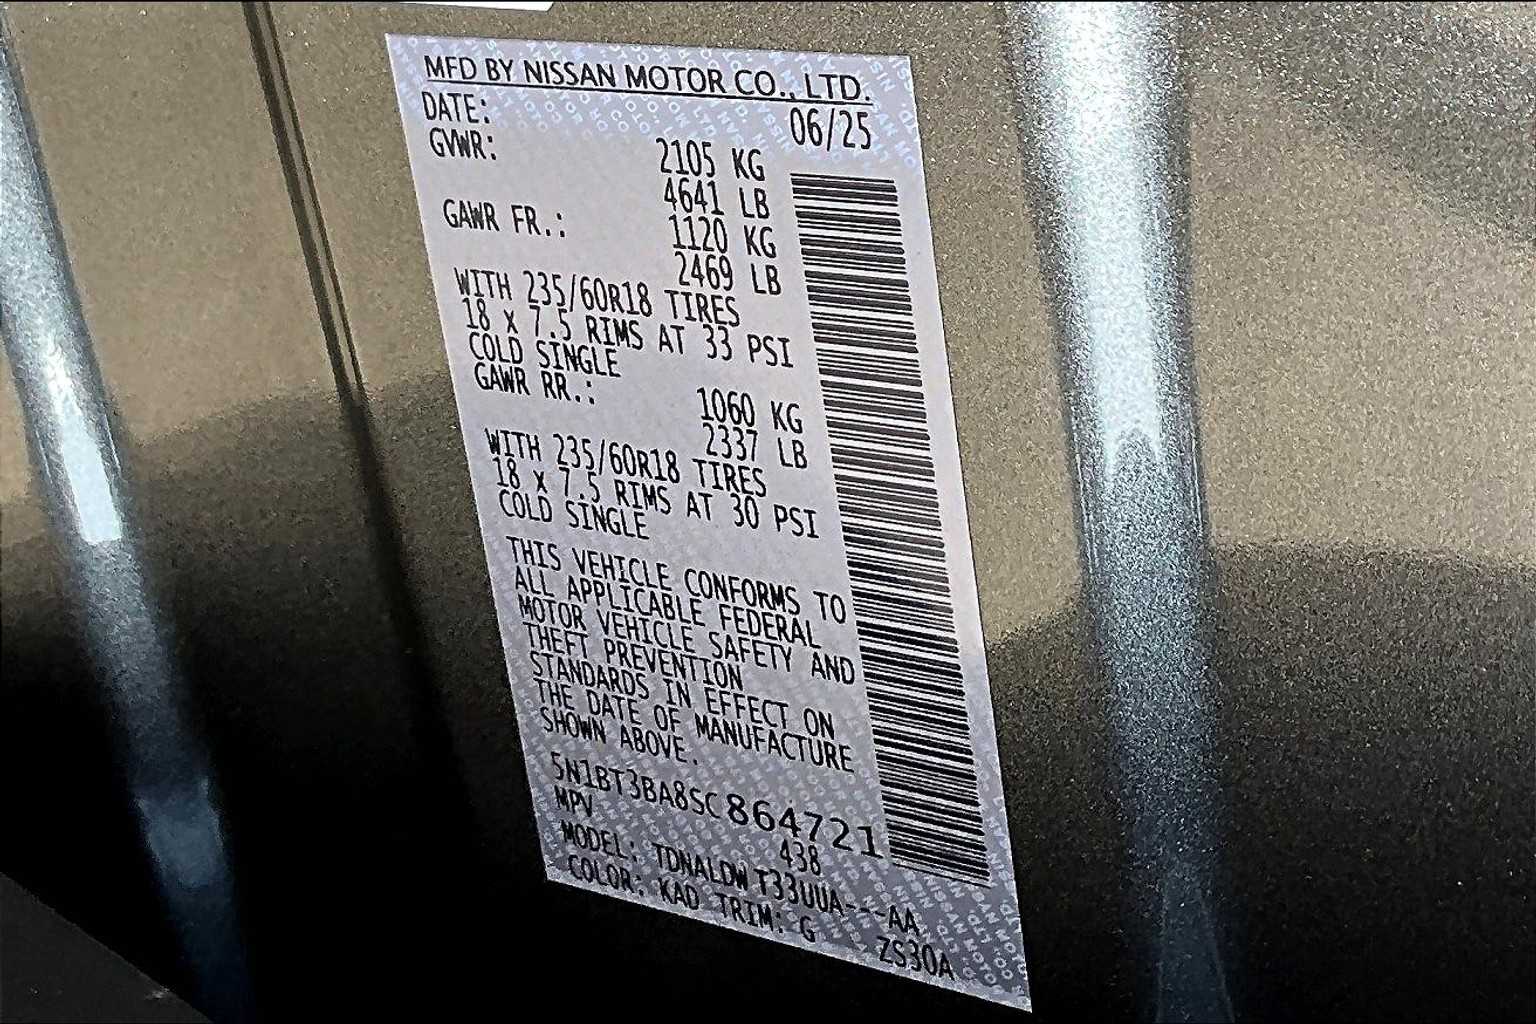 MFD BY NISSAN MOTOR CO., LTD.
DATE: 06/25
GVWR: 2105 KG
4641 LB
GAWR FR.: 1120 KG
2469 LB
WITH 235/60R18 TIRES
18 x 7.5 RIMS AT 33 PSI
COLD SINGLE
GAWR RR.: 1060 KG
2337 LB
WITH 235/60R18 TIRES
18 x 7.5 RIMS AT 30 PSI
COLD SINGLE
THIS VEHICLE CONFORMS TO
ALL APPLICABLE FEDERAL
MOTOR VEHICLE SAFETY AND
THEFT PREVENTION
STANDARDS IN EFFECT ON
THE DATE OF MANUFACTURE
SHOWN ABOVE.
5N1BT3BA8SC864721
MPV 438
MODEL: TDNALDWT33UUA---AA
COLOR: KAD TRIM: G ZS30A